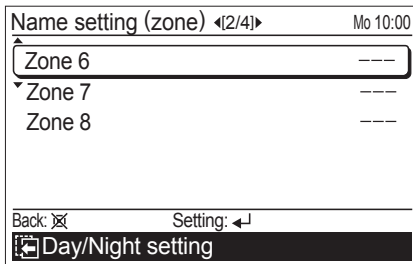 Name setting (zone) ◀[2/4]▶ Mo 10:00
Zone 6 ---
Zone 7 ---
Zone 8 ---
Back: Setting: ↵
Day/Night setting